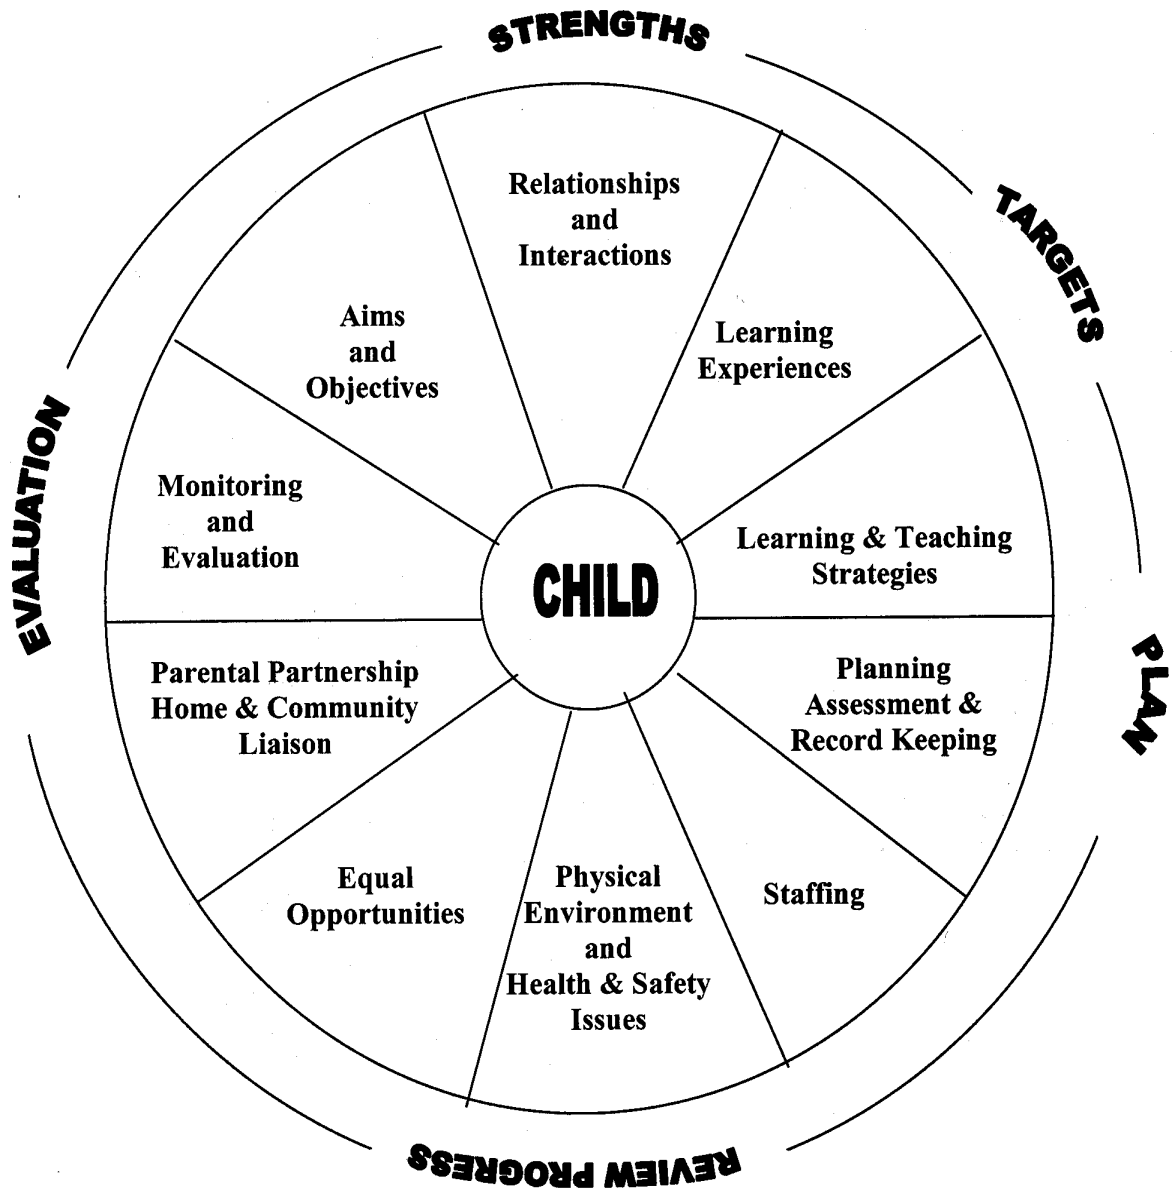 STRENGTHS
TARGETS
PLAN
REVIEW PROGRESS
EVALUATION
Relationships
and
Interactions
Learning
Experiences
Learning & Teaching
Strategies
Planning
Assessment &
Record Keeping
Staffing
Physical
Environment
and
Health & Safety
Issues
Equal
Opportunities
Parental Partnership
Home & Community
Liaison
Monitoring
and
Evaluation
Aims
and
Objectives
CHILD